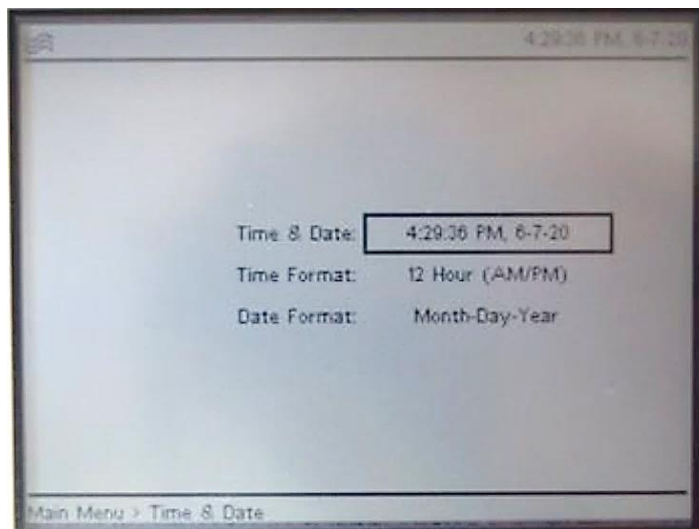 4:29:36 PM, 6-7-20
Time & Date: 4:29:36 PM, 6-7-20
Time Format: 12 Hour (AM/PM)
Date Format: Month-Day-Year
Main Menu > Time & Date